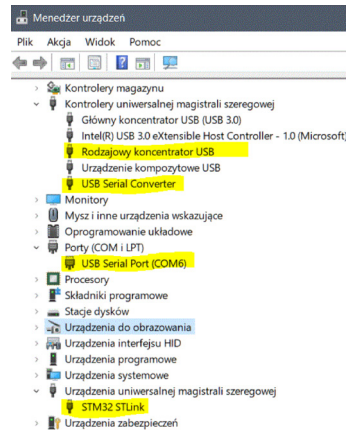 Menedżer urządzeń
Plik Akcja Widok Pomoc
Kontrolery magazynu
Kontrolery uniwersalnej magistrali szeregowej
Główny koncentrator USB (USB 3.0)
Intel(R) USB 3.0 eXtensible Host Controller - 1.0 (Microsoft)
Rodzajowy koncentrator USB
Urządzenie kompozytowe USB
USB Serial Converter
Monitory
Mysz i inne urządzenia wskazujące
Oprogramowanie układowe
Porty (COM i LPT)
USB Serial Port (COM6)
Procesory
Składniki programowe
Stacje dysków
Urządzenia do obrazowania
Urządzenia interfejsu HID
Urządzenia programowe
Urządzenia systemowe
Urządzenia uniwersalnej magistrali szeregowej
STM32 STLink
Urządzenia zabezpieczeń